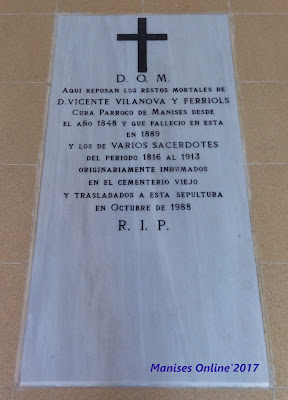 D. O. M.
AQUI REPOSAN LOS RESTOS MORTALES DE
D. VICENTE VILANOVA Y FERRIOLS
CURA PARROCO DE MANISES DESDE
EL AÑO 1848 Y QUE FALLECIO EN ESTA
EN 1889
Y LOS DE VARIOS SACERDOTES
DEL PERIODO 1816 AL 1913
ORIGINARIAMENTE INHUMADOS
EN EL CEMENTERIO VIEJO
Y TRASLADADOS A ESTA SEPULTURA
EN OCTUBRE DE 1988
R. I. P.
Manises Online'2017